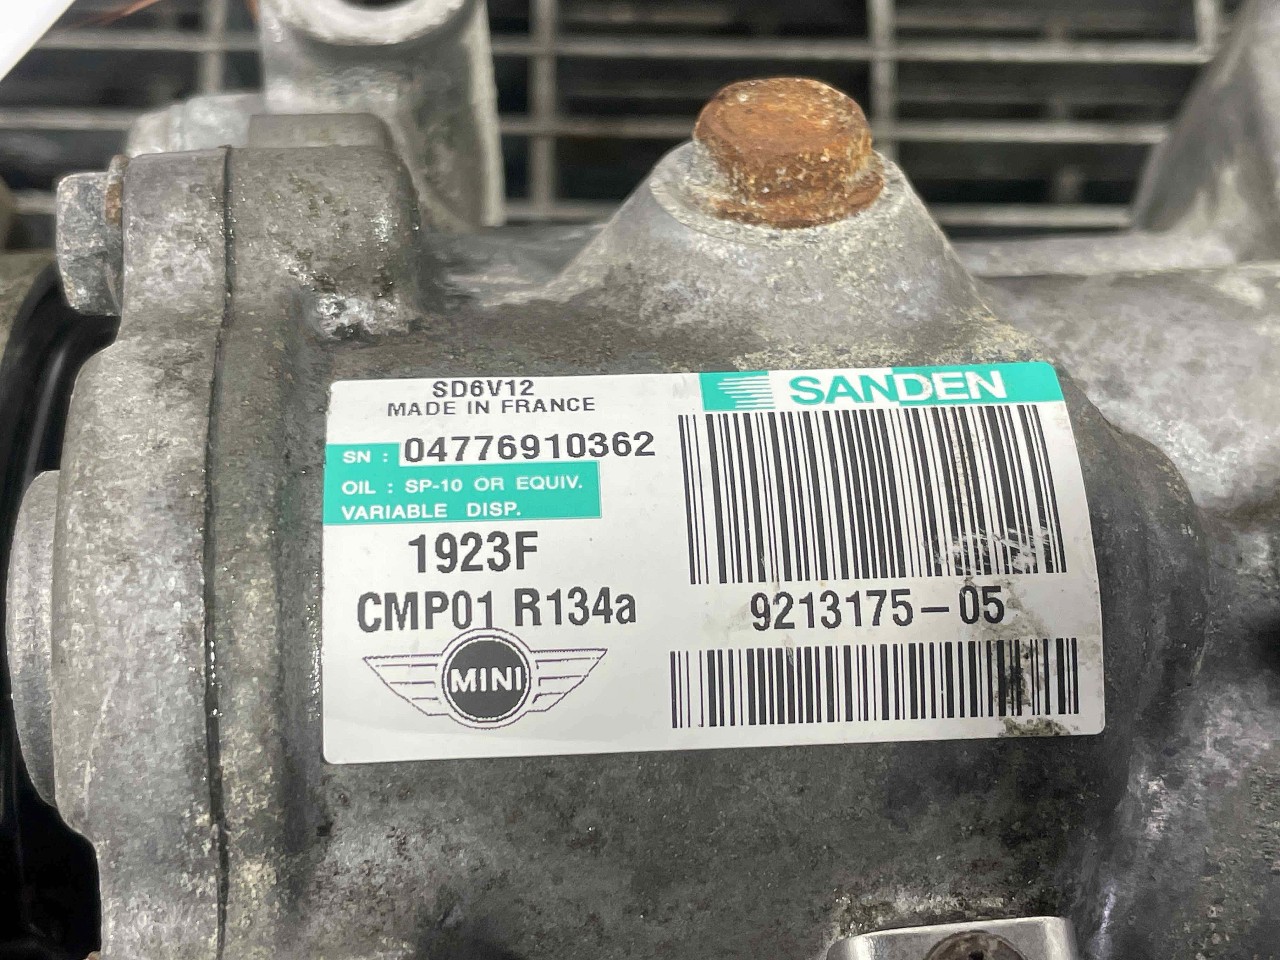 SD6V12
MADE IN FRANCE
SANDEN
SN : 04776910362
OIL : SP-10 OR EQUIV.
VARIABLE DISP.
1923F
CMP01 R134a
9213175-05
MINI